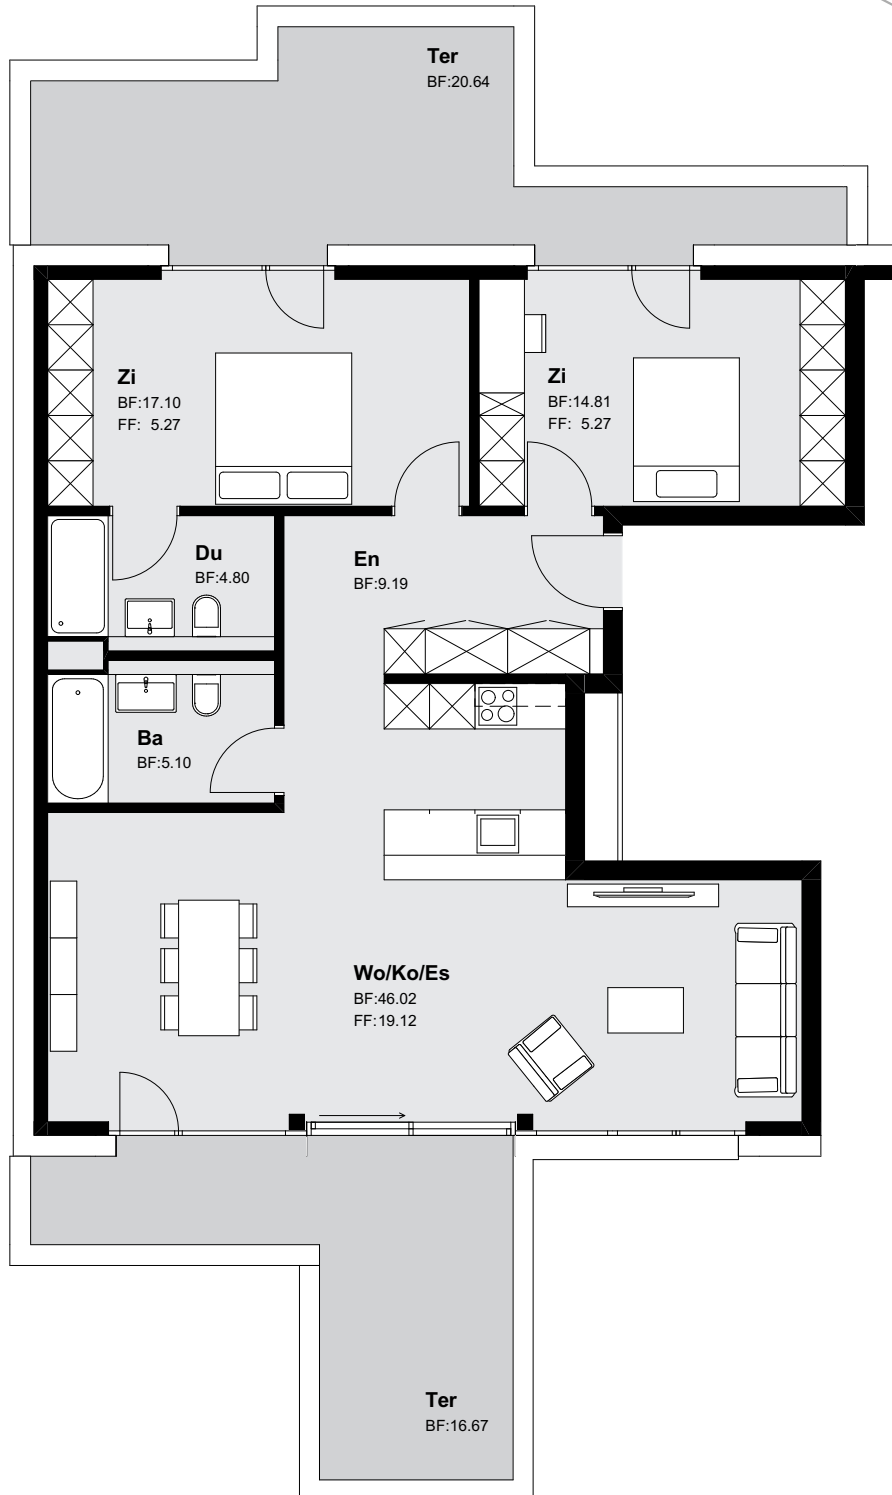 Ter
BF:20.64
Zi
BF:17.10
FF: 5.27
Zi
BF:14.81
FF: 5.27
Du
BF:4.80
En
BF:9.19
Ba
BF:5.10
Wo/Ko/Es
BF:46.02
FF:19.12
Ter
BF:16.67